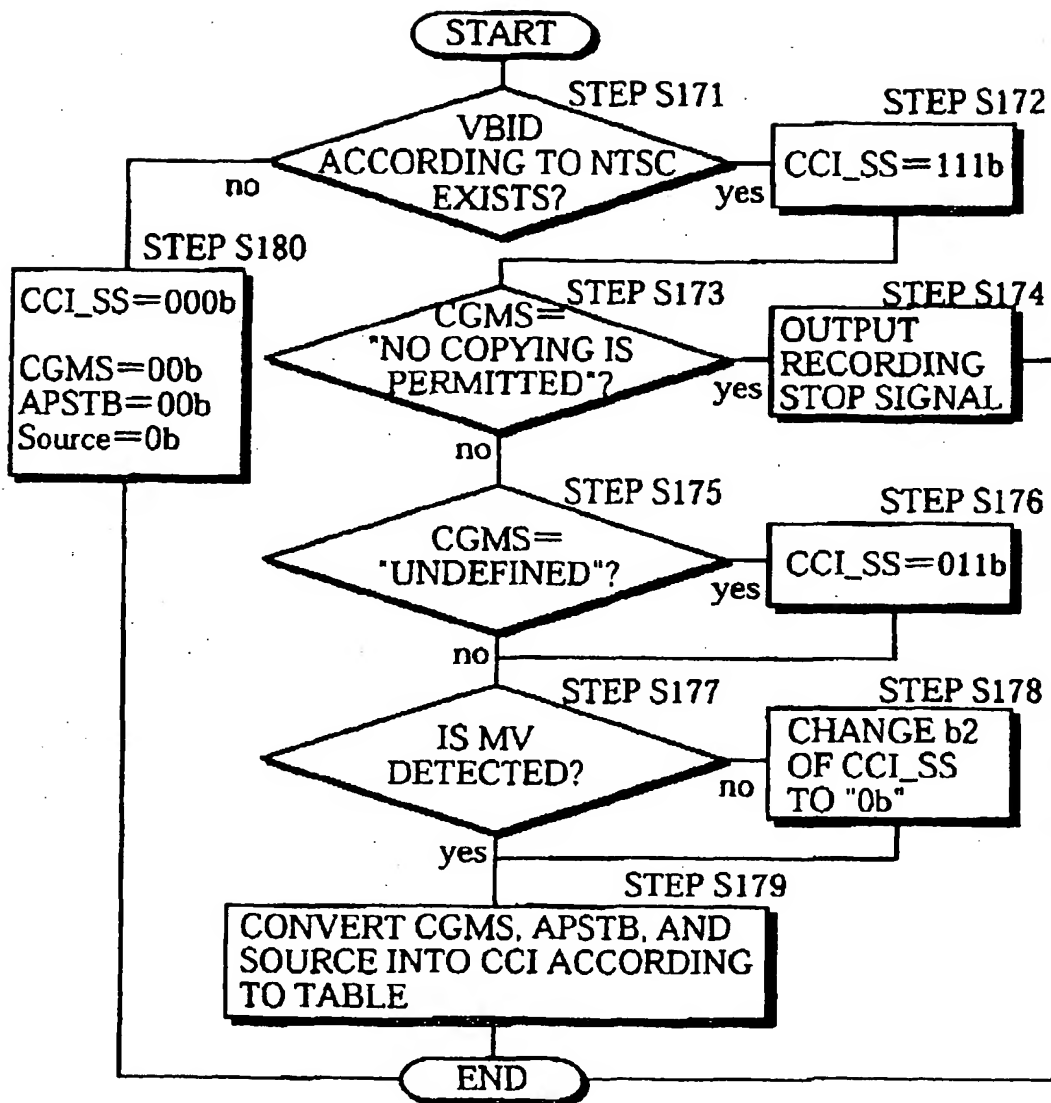 START
STEP S171
VBID
ACCORDING TO NTSC
EXISTS?
no
yes
STEP S172
CCI_SS=111b
STEP S180
CCI_SS=000b
CGMS=00b
APSTB=00b
Source=0b
STEP S173
CGMS=
"NO COPYING IS
PERMITTED"?
yes
no
STEP S174
OUTPUT
RECORDING
STOP SIGNAL
STEP S175
CGMS=
"UNDEFINED"?
yes
no
STEP S176
CCI_SS=011b
STEP S177
IS MV
DETECTED?
no
yes
STEP S178
CHANGE b2
OF CCI_SS
TO "0b"
STEP S179
CONVERT CGMS, APSTB, AND
SOURCE INTO CCI ACCORDING
TO TABLE
END